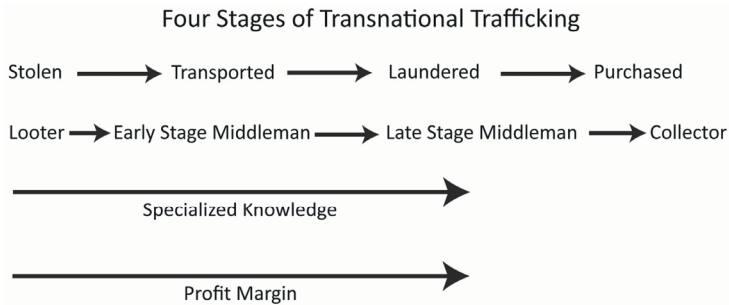 Four Stages of Transnational Trafficking
Stolen Transported Laundered Purchased
Looter Early Stage Middleman Late Stage Middleman Collector
Specialized Knowledge
Profit Margin